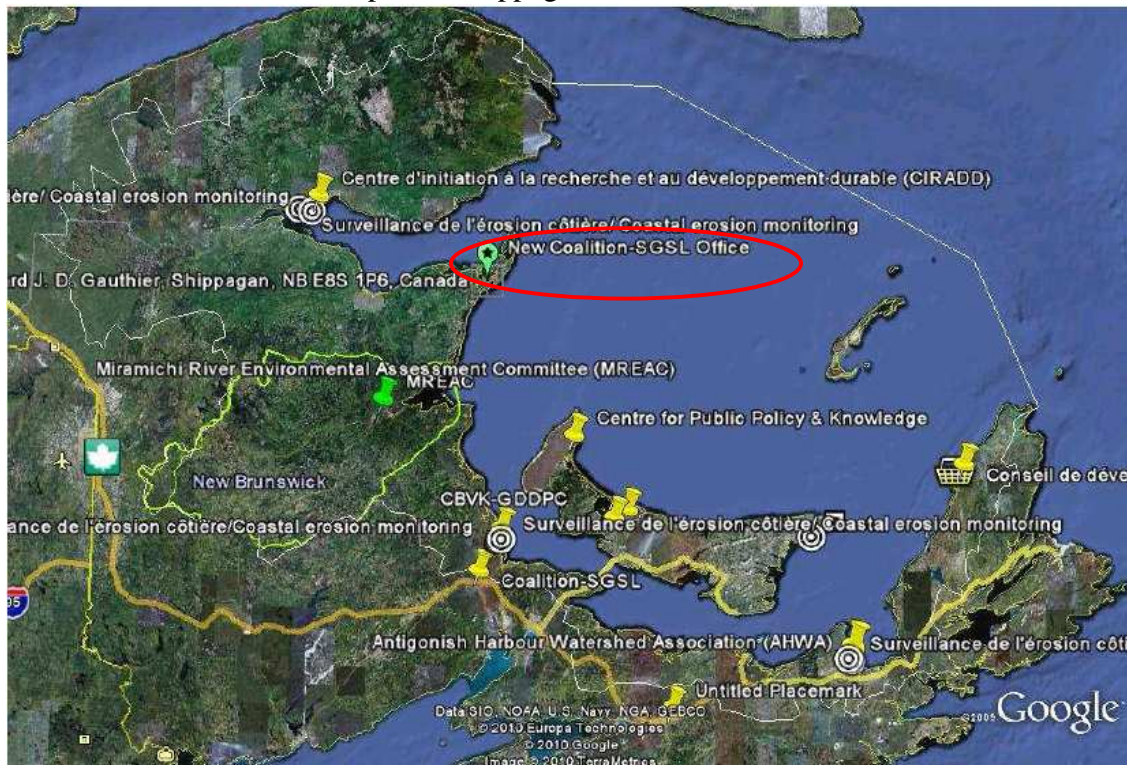 Centre d'initiation à la recherche et au développement durable (CIRADD)
ière/ Coastal erosion monitoring
Surveillance de l'érosion côtière/ Coastal erosion monitoring
New Coalition-SGSL Office
rd J. D. Gauthier, Shippagan, NB E8S 1P6, Canada
Miramichi River Environmental Assessment Committee (MREAC)
MREAC
Centre for Public Policy & Knowledge
Conseil de déve
New Brunswick
CBVK-GDDPC
ance de l'érosion côtière/Coastal erosion monitoring
Surveillance de l'érosion côtière/Coastal erosion monitoring
Coalition-SGSL
95
Antigonish Harbour Watershed Association (AHWA)
Surveillance de l'érosion côti
Untitled Placemark
Data SIO, NOAA, U.S. Navy, NGA, GEBCO
© 2010 Europa Technologies
© 2010 Google
Image © 2010 TerraMetrics
©2009 Google